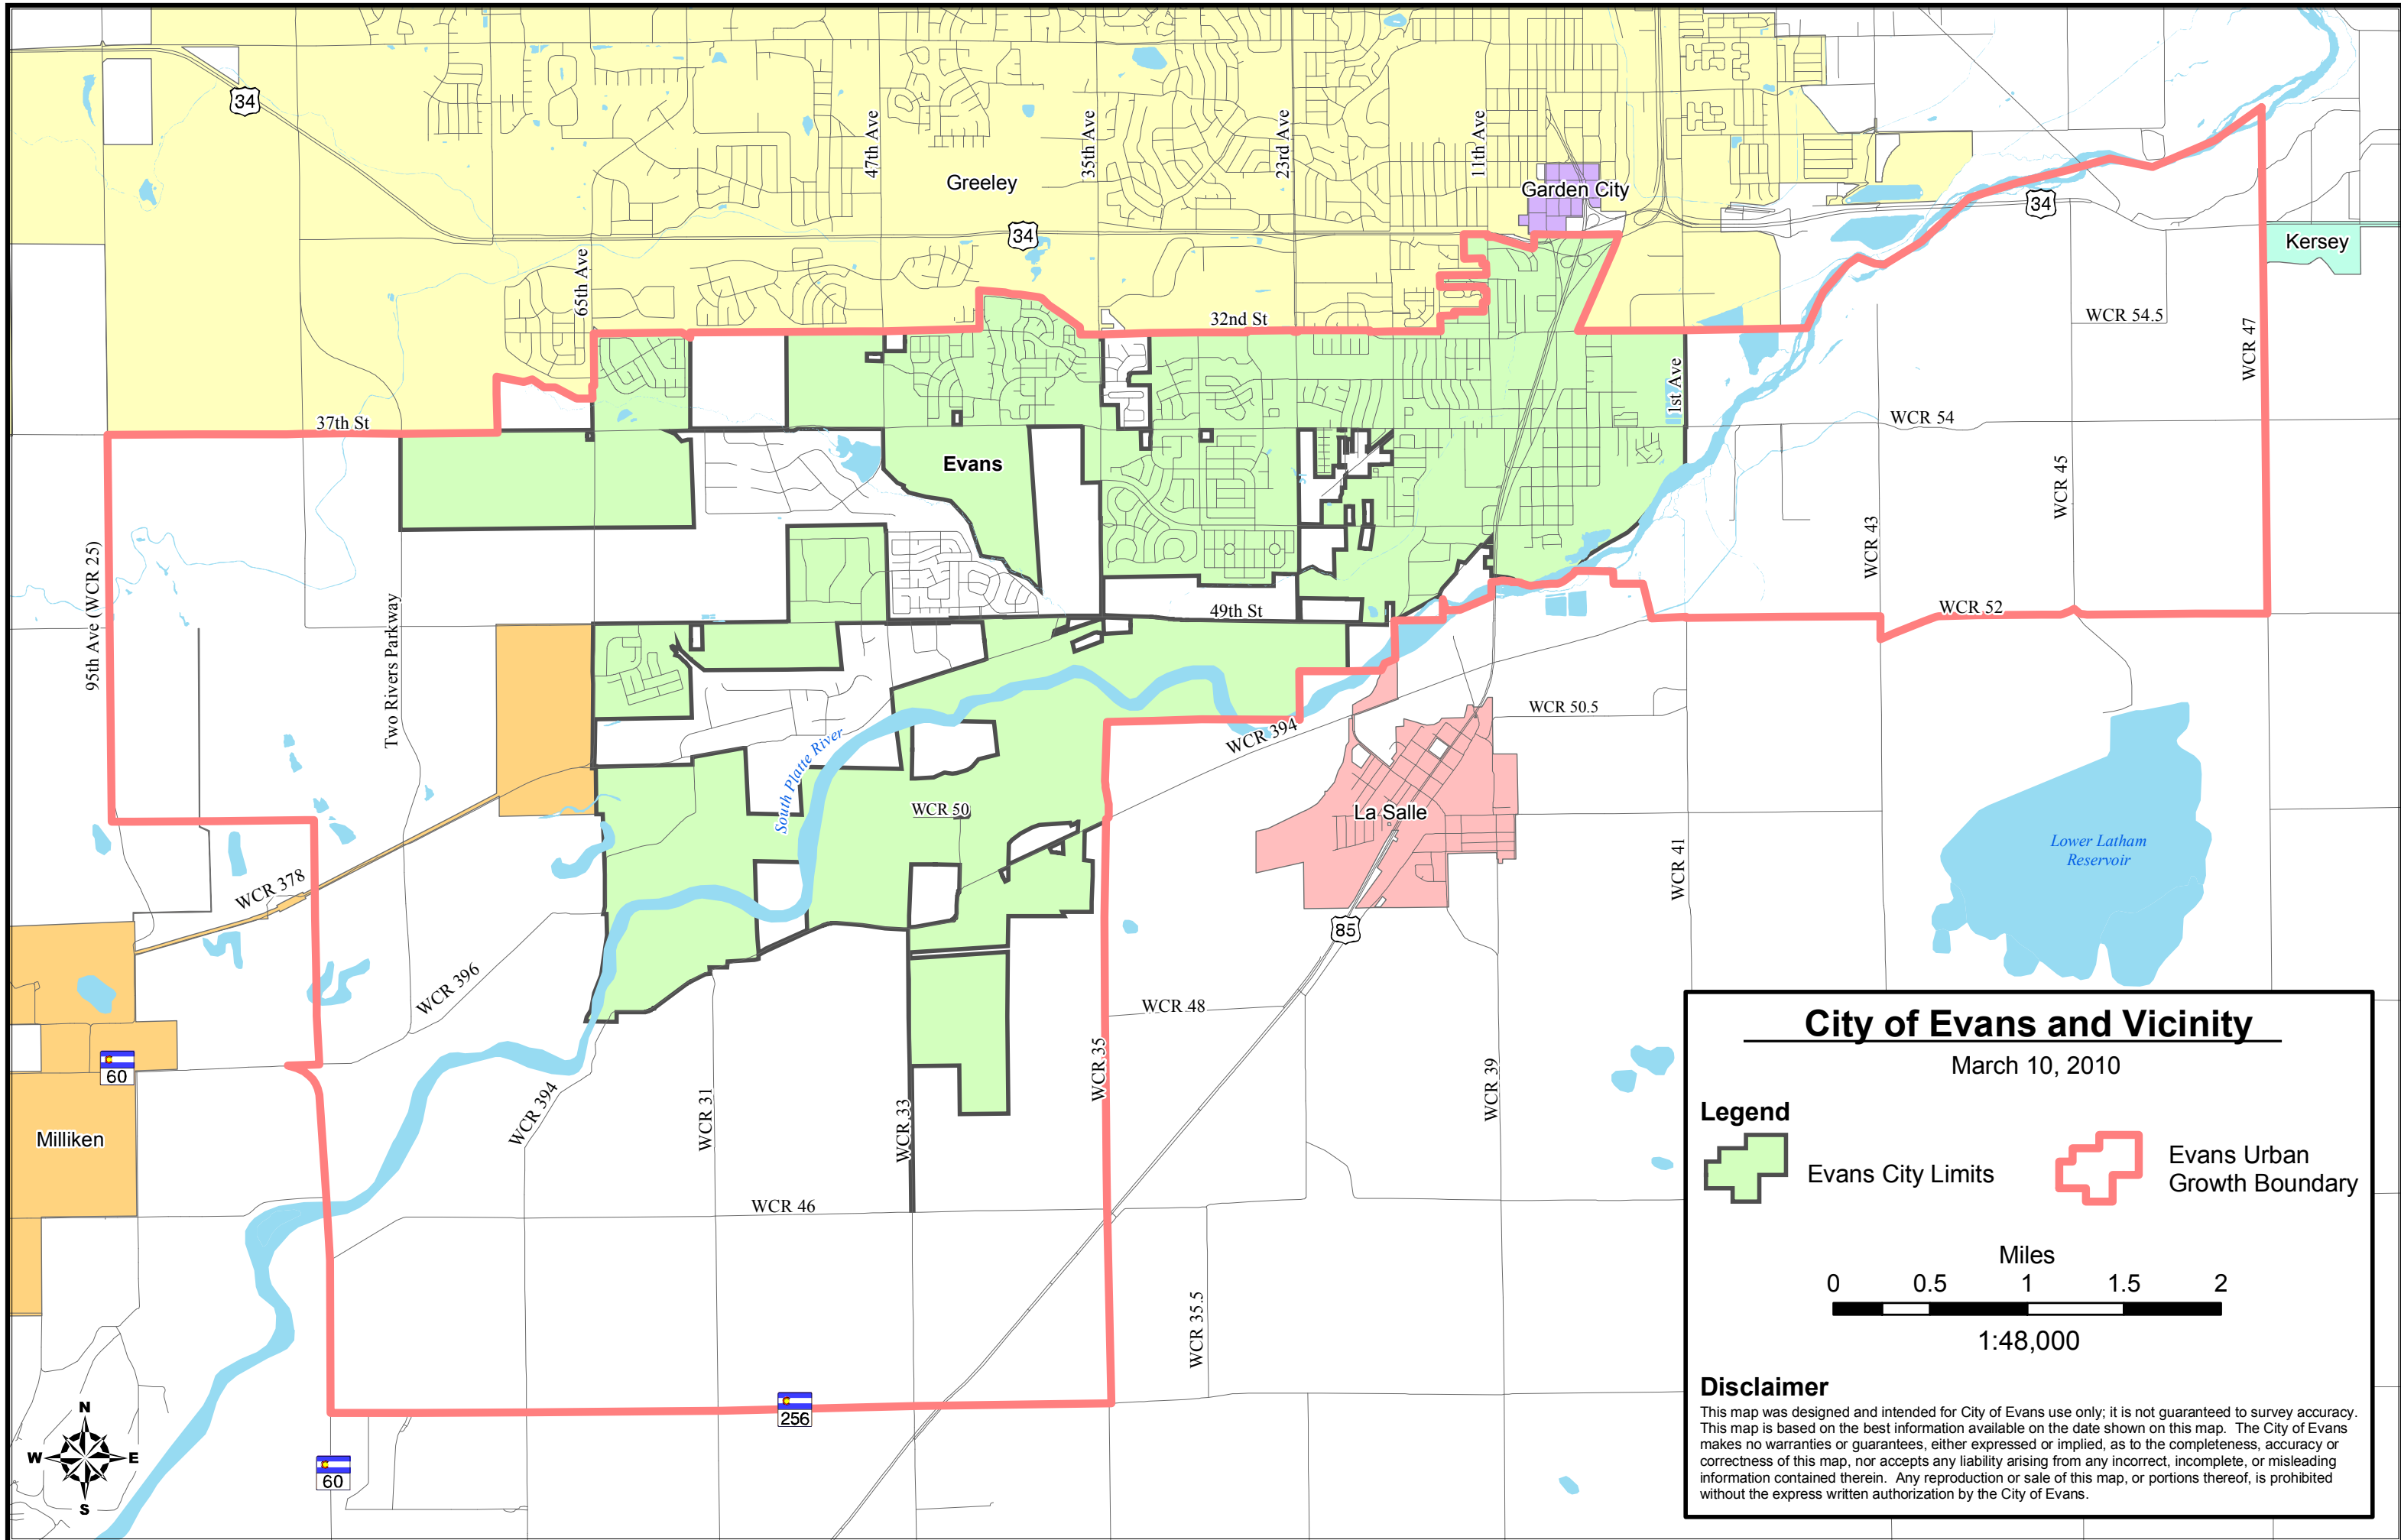 34
47th Ave
35th Ave
23rd Ave
11th Ave
Greeley
Garden City
34
34
Kersey
65th Ave
32nd St
WCR 54.5
WCR 47
1st Ave
37th St
WCR 54
Evans
WCR 45
WCR 43
95th Ave (WCR 25)
Two Rivers Parkway
49th St
WCR 52
WCR 50.5
WCR 394
South Platte River
WCR 50
La Salle
WCR 41
Lower Latham
Reservoir
WCR 378
85
WCR 396
WCR 48
60
WCR 35
WCR 39
WCR 394
WCR 31
WCR 33
Milliken
WCR 46
WCR 35.5
256
60
N
W
E
S
City of Evans and Vicinity
March 10, 2010
Legend
Evans City Limits
Evans Urban
Growth Boundary
Miles
0 0.5 1 1.5 2
1:48,000
Disclaimer
This map was designed and intended for City of Evans use only; it is not guaranteed to survey accuracy.
This map is based on the best information available on the date shown on this map. The City of Evans
makes no warranties or guarantees, either expressed or implied, as to the completeness, accuracy or
correctness of this map, nor accepts any liability arising from any incorrect, incomplete, or misleading
information contained therein. Any reproduction or sale of this map, or portions thereof, is prohibited
without the express written authorization by the City of Evans.